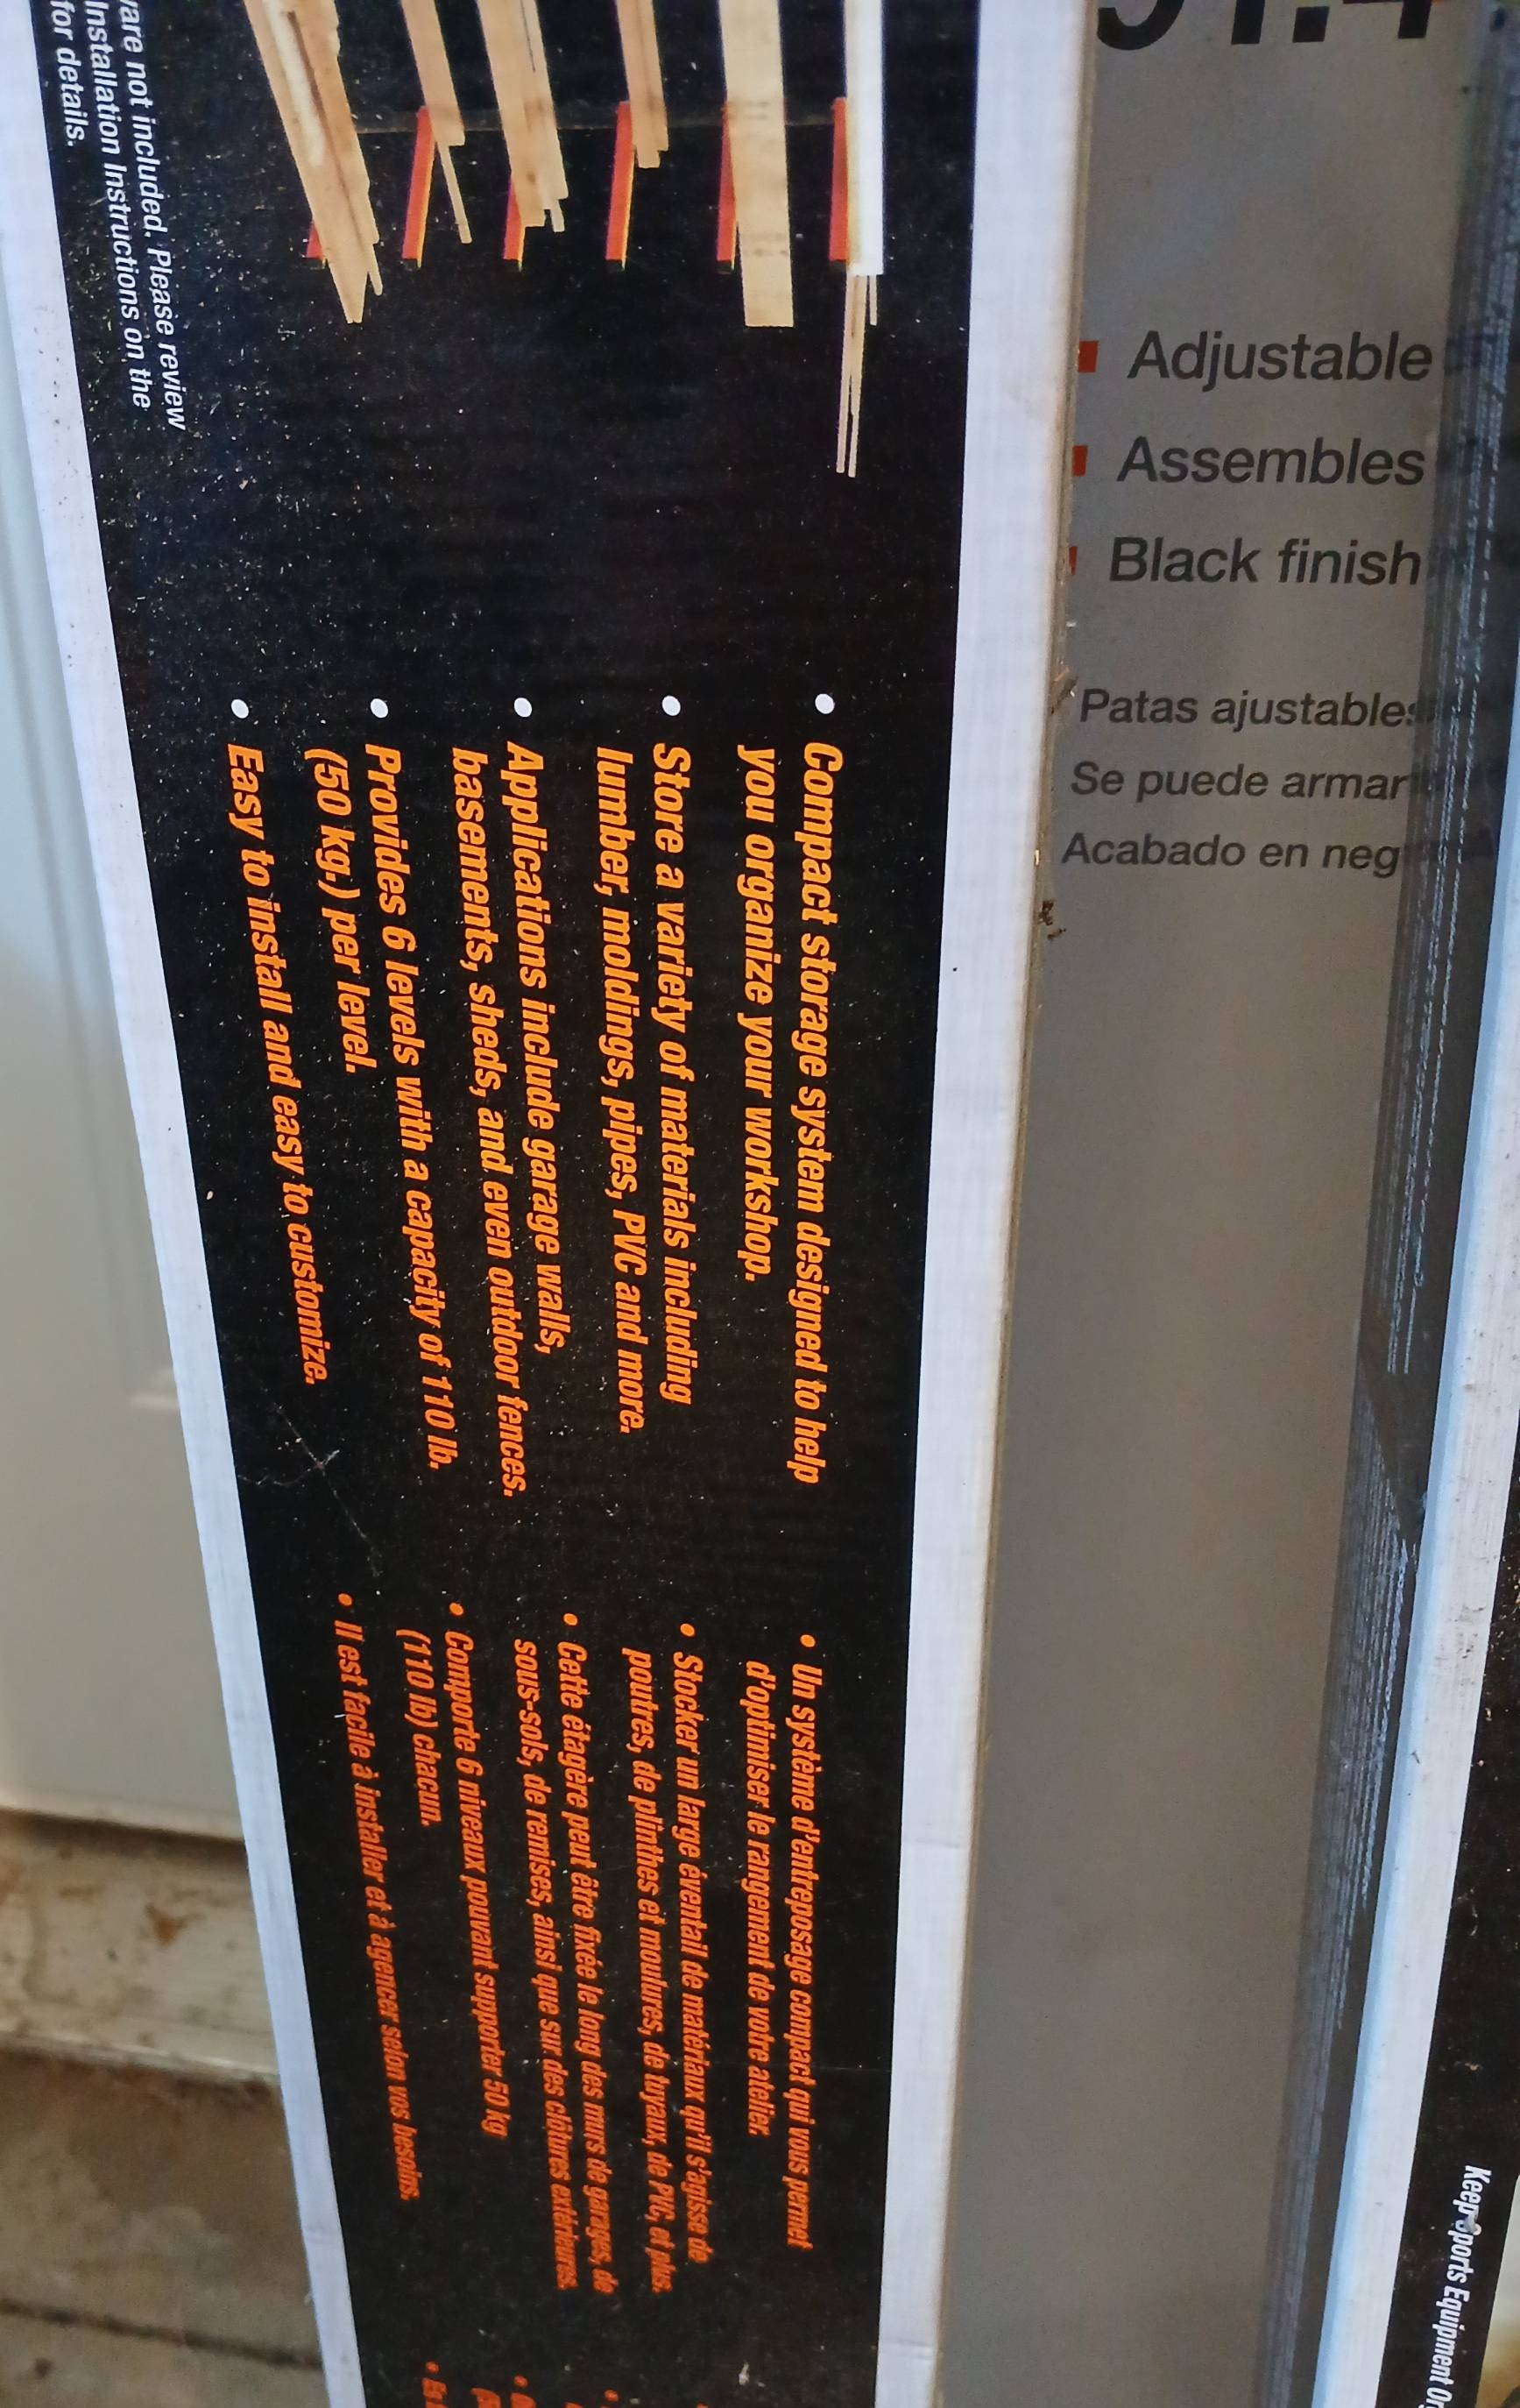 are not included. Please review
Installation Instructions on the
for details.
• Compact storage system designed to help
you organize your workshop.
• Store a variety of materials including
lumber, moldings, pipes, PVC and more.
• Applications include garage walls,
basements, sheds, and even outdoor fences.
• Provides 6 levels with a capacity of 110 lb.
(50 kg.) per level.
• Easy to install and easy to customize.
• Un système d'entreposage compact qui vous permet
d'optimiser le rangement de votre atelier.
• Stocker un large éventail de matériaux qu'il s'agisse de
poutres, de plinthes et moulures, de tuyaux, de PVC, et plus.
• Cette étagère peut être fixée le long des murs de garages, de
sous-sols, de remises, ainsi que sur des clôtures extérieures.
• Comporte 6 niveaux pouvant supporter 50 kg
(110 lb) chacun.
• Il est facile à installer et à agencer selon vos besoins.
Adjustable
Assembles
Black finish
Patas ajustables
Se puede armar
Acabado en neg
Keep Sports Equipment